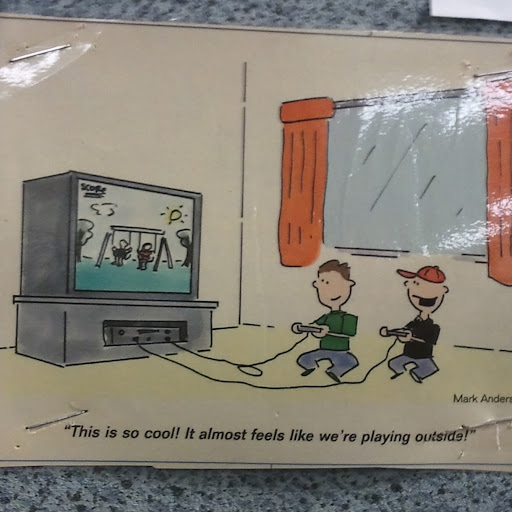 SCORE
Mark Anders
"This is so cool! It almost feels like we're playing outside!"